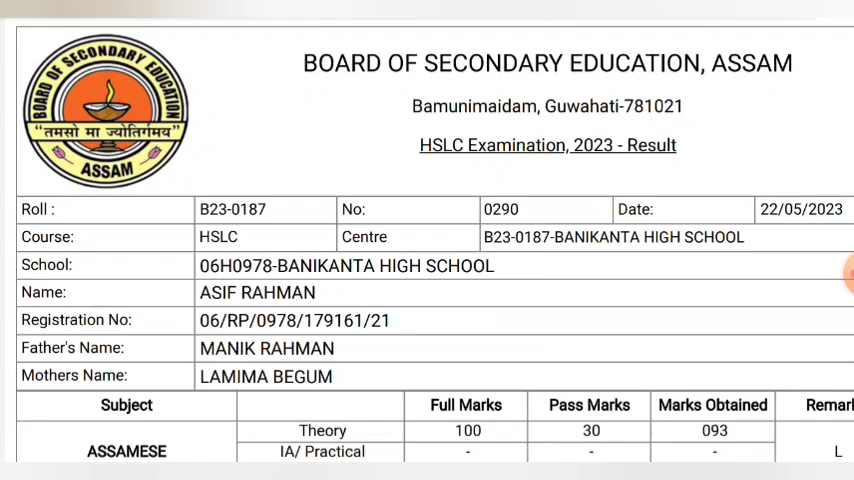 BOARD OF SECONDARY EDUCATION
"तमसो मा ज्योतिर्गमय"
ASSAM
BOARD OF SECONDARY EDUCATION, ASSAM
Bamunimaidam, Guwahati-781021
HSLC Examination, 2023 - Result
Roll : B23-0187 No: 0290 Date: 22/05/2023
Course: HSLC Centre B23-0187-BANIKANTA HIGH SCHOOL
School: 06H0978-BANIKANTA HIGH SCHOOL
Name: ASIF RAHMAN
Registration No: 06/RP/0978/179161/21
Father's Name: MANIK RAHMAN
Mothers Name: LAMIMA BEGUM
Subject Full Marks Pass Marks Marks Obtained Remark
Theory 100 30 093
ASSAMESE IA/ Practical - - - L